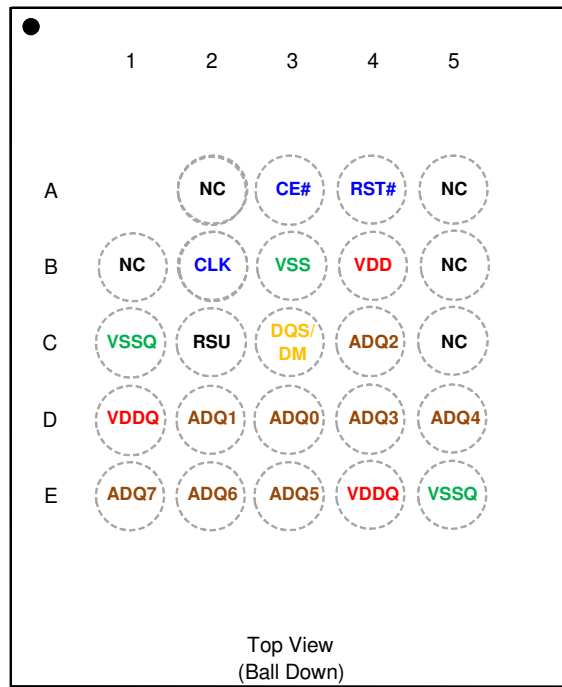 1 2 3 4 5
A NC CE# RST# NC
B NC CLK VSS VDD NC
C VSSQ RSU DQS/ DM ADQ2 NC
D VDDQ ADQ1 ADQ0 ADQ3 ADQ4
E ADQ7 ADQ6 ADQ5 VDDQ VSSQ
Top View
(Ball Down)